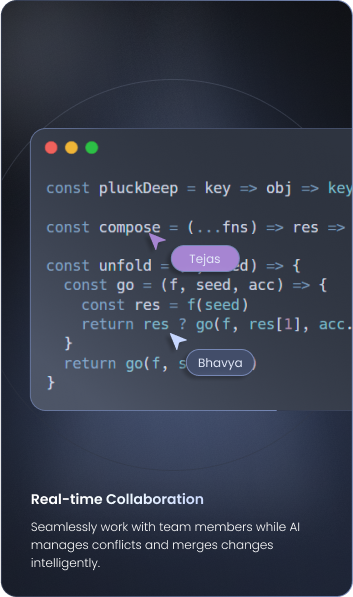 const pluckDeep = key => obj => key
const compose = (...fns) => res =>
Tejas
const unfold = ed) => {
const go = (f, seed, acc) => {
const res = f(seed)
return res ? go(f, res[1], acc.
Bhavya
}
return go(f, s )
}
Real-time Collaboration
Seamlessly work with team members while AI
manages conflicts and merges changes
intelligently.